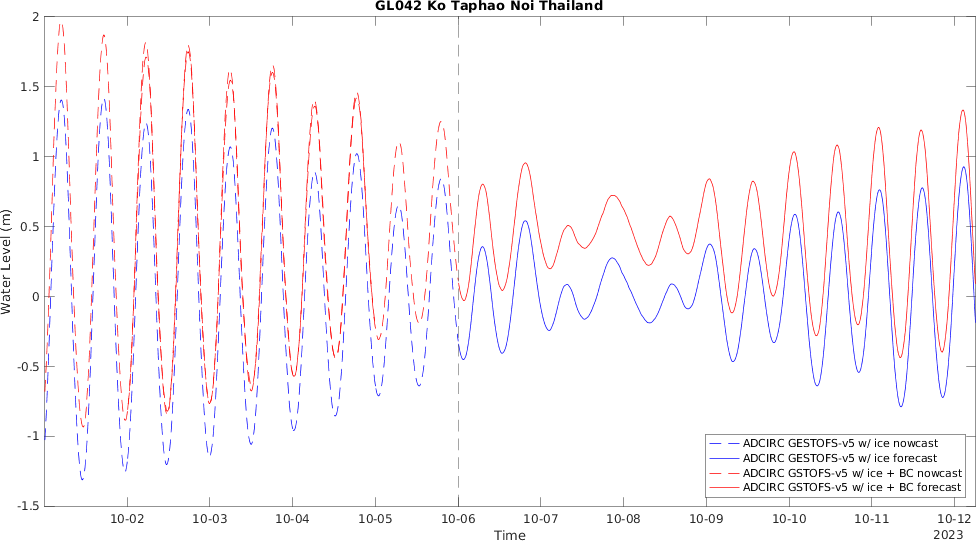 GL042 Ko Taphao Noi Thailand
2
1.5
1
0.5
0
-0.5
-1
-1.5
Water Level (m)
10-02 10-03 10-04 10-05 10-06 10-07 10-08 10-09 10-10 10-11 10-12
Time
2023
ADCIRC GESTOFS-v5 w/ ice nowcast
ADCIRC GESTOFS-v5 w/ ice forecast
ADCIRC GSTOFS-v5 w/ ice + BC nowcast
ADCIRC GSTOFS-v5 w/ ice + BC forecast